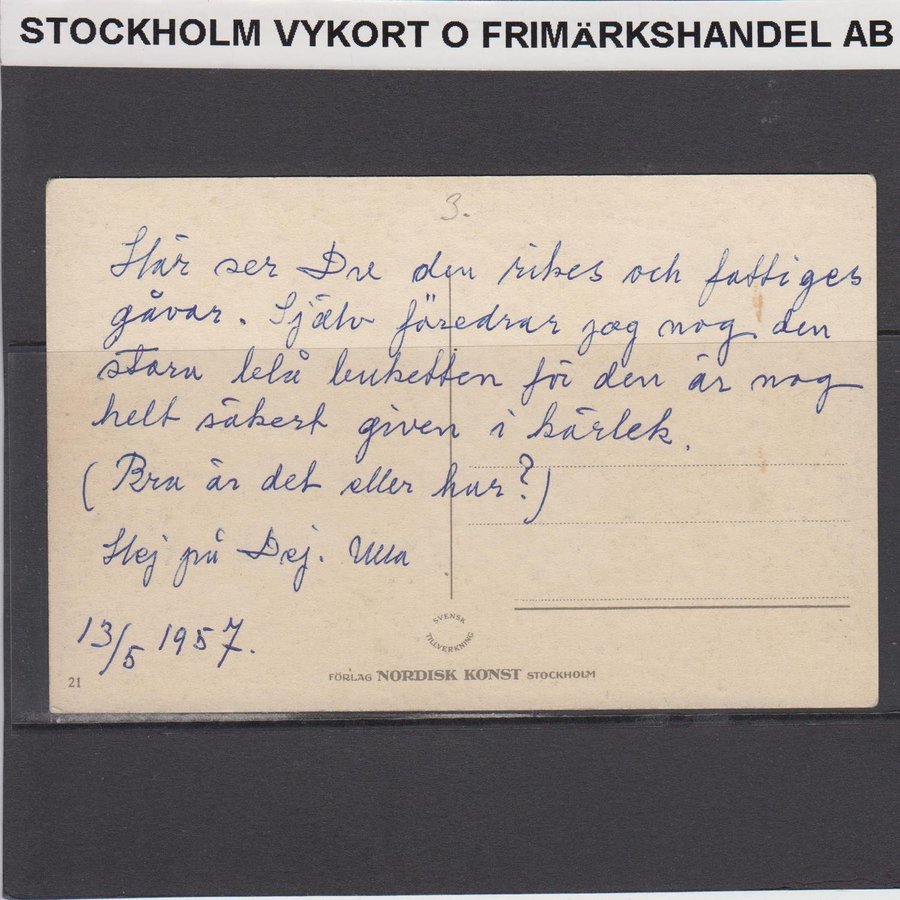 STOCKHOLM VYKORT O FRIMÄRKSHANDEL AB
3.
Här ser Du den rikes och fattiges
gåvor. Själv föredrar jag nog den
stora blå buketten för den är nog
helt säkert given i kärlek.
(Bra är det eller hur?)
Hej på Dej. Ulla
13/5 1957.
SVENSK
TILLVERKNING
FÖRLAG NORDISK KONST STOCKHOLM
21